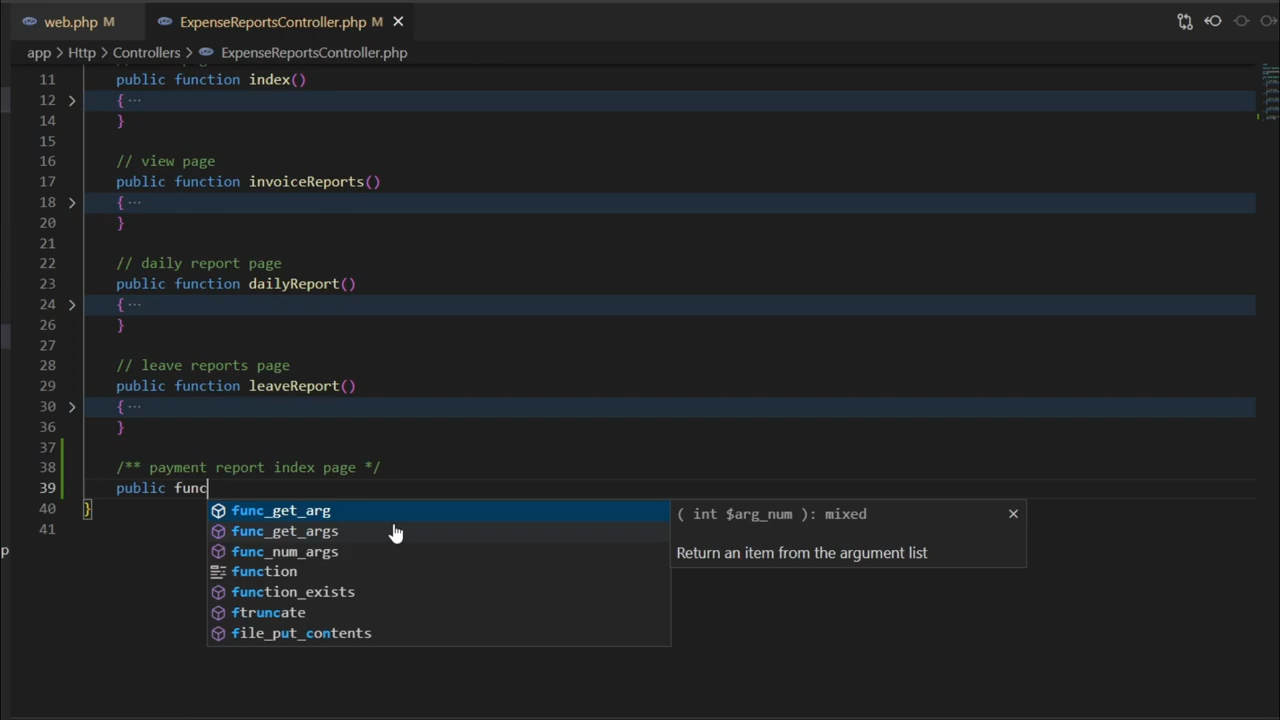 web.php M ExpenseReportsController.php M
app > Http > Controllers > ExpenseReportsController.php
11 public function index()
12 { ...
14 }
15
16 // view page
17 public function invoiceReports()
18 { ...
20 }
21
22 // daily report page
23 public function dailyReport()
24 { ...
26 }
27
28 // leave reports page
29 public function leaveReport()
30 { ...
36 }
37
38 /** payment report index page */
39 public func
40 }
41
func_get_arg
func_get_args
func_num_args
function
function_exists
ftruncate
file_put_contents
( int $arg_num ): mixed
Return an item from the argument list